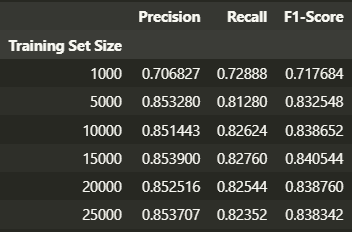 Precision Recall F1-Score
Training Set Size
1000 0.706827 0.72888 0.717684
5000 0.853280 0.81280 0.832548
10000 0.851443 0.82624 0.838652
15000 0.853900 0.82760 0.840544
20000 0.852516 0.82544 0.838760
25000 0.853707 0.82352 0.838342